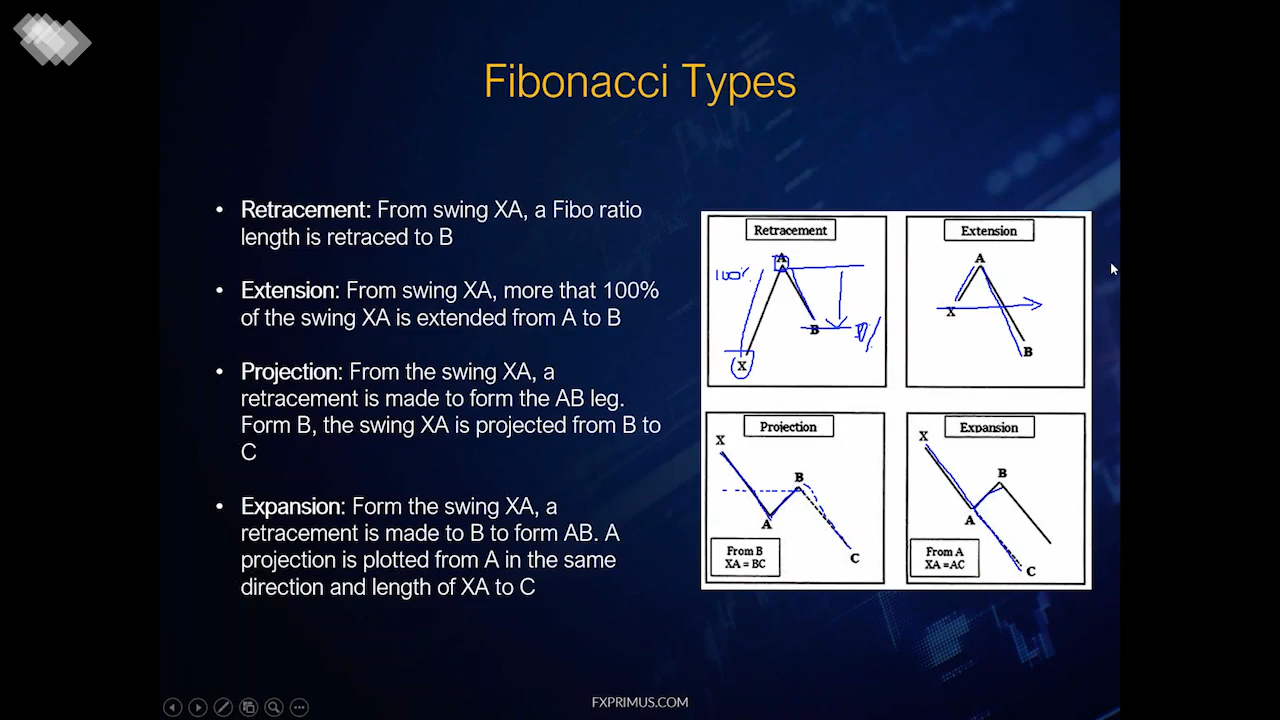 Fibonacci Types
• Retracement: From swing XA, a Fibo ratio
length is retraced to B
• Extension: From swing XA, more that 100%
of the swing XA is extended from A to B
• Projection: From the swing XA, a
retracement is made to form the AB leg.
Form B, the swing XA is projected from B to
C
• Expansion: Form the swing XA, a
retracement is made to B to form AB. A
projection is plotted from A in the same
direction and length of XA to C
Retracement
A
100%
B
X
Extension
A
X
B
Projection
X
B
A
C
From B
XA = BC
Expansion
X
B
A
C
From A
XA =AC
FXPRIMUS.COM